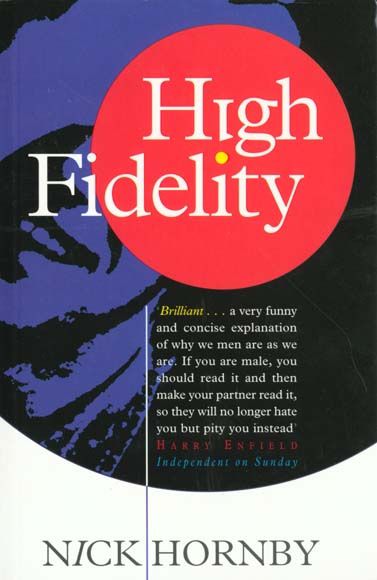 High
Fidelity
'Brilliant . . . a very funny
and concise explanation
of why we men are as we
are. If you are male, you
should read it and then
make your partner read it,
so they will no longer hate
you but pity you instead'
HARRY ENFIELD
Independent on Sunday
NICK HORNBY